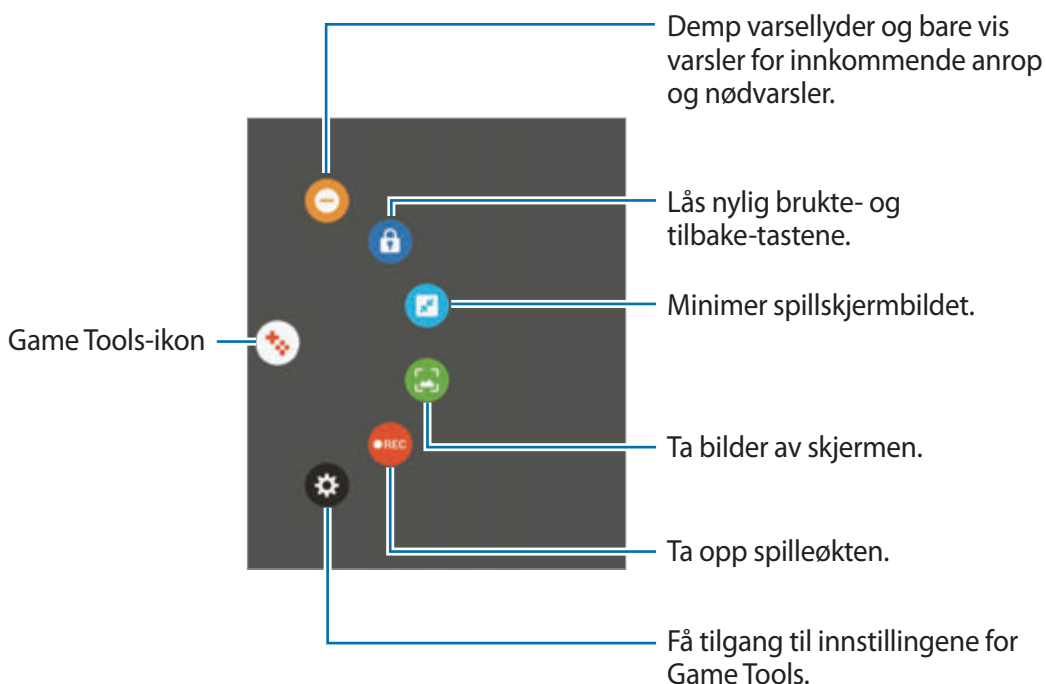 Demp varsellyder og bare vis
varsler for innkommende anrop
og nødvarsler.
Lås nylig brukte- og
tilbake-tastene.
Minimer spillskjermbildet.
Game Tools-ikon
Ta bilder av skjermen.
REC
Ta opp spilleøkten.
Få tilgang til innstillingene for
Game Tools.